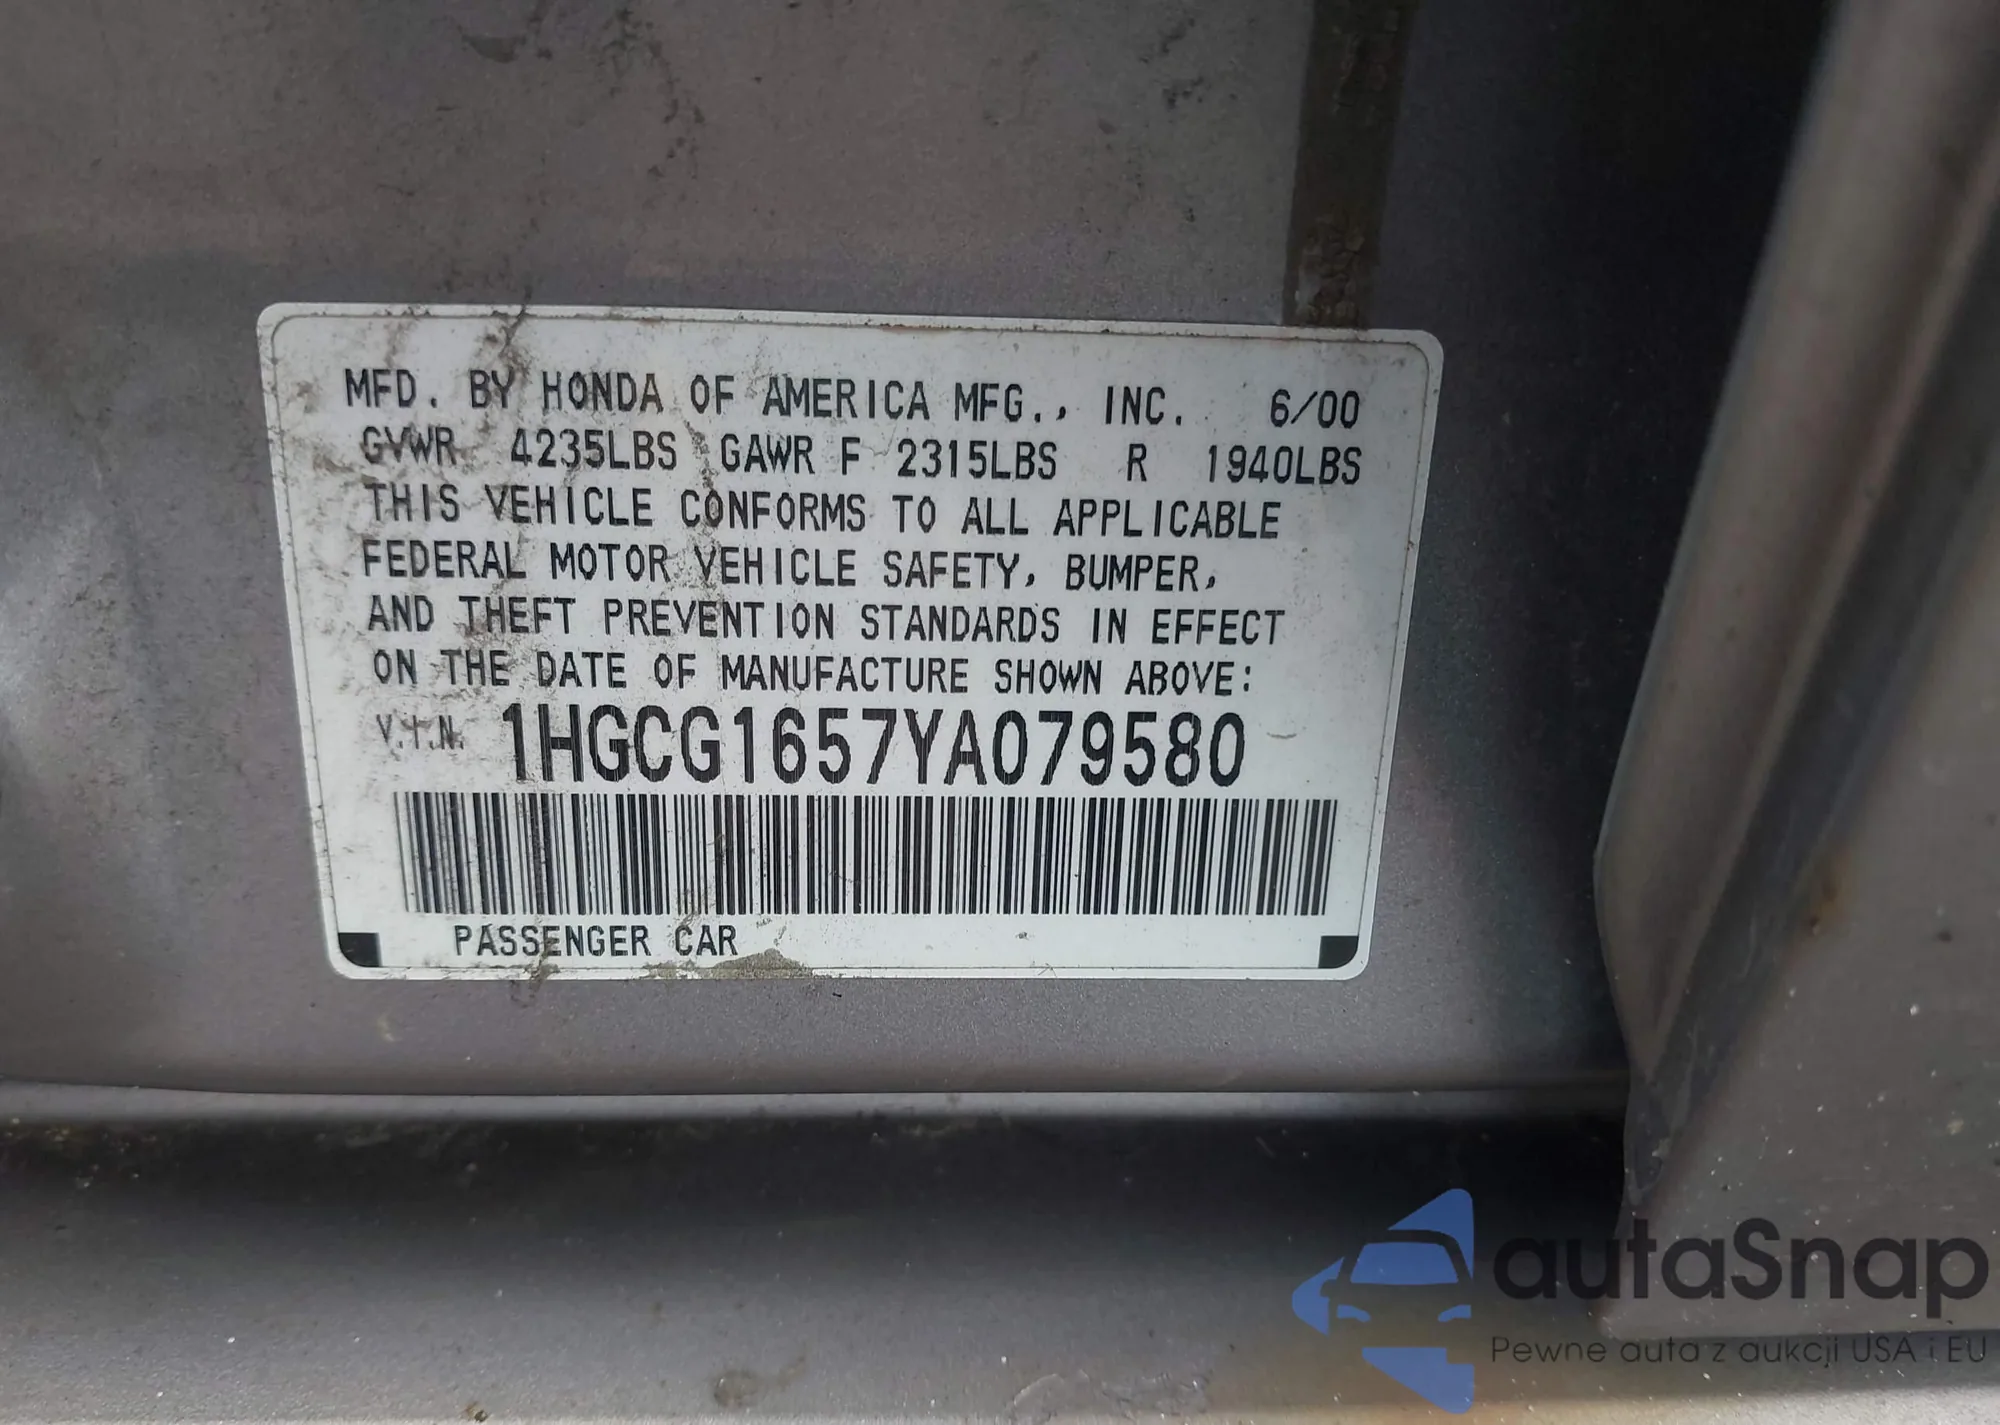 MFD. BY HONDA OF AMERICA MFG., INC. 6/00
GVWR 4235LBS GAWR F 2315LBS R 1940LBS
THIS VEHICLE CONFORMS TO ALL APPLICABLE
FEDERAL MOTOR VEHICLE SAFETY, BUMPER,
AND THEFT PREVENTION STANDARDS IN EFFECT
ON THE DATE OF MANUFACTURE SHOWN ABOVE:
V.I.N. 1HGCG1657YA079580
PASSENGER CAR
autaSnap
Pewne auta z aukcji USA i EU